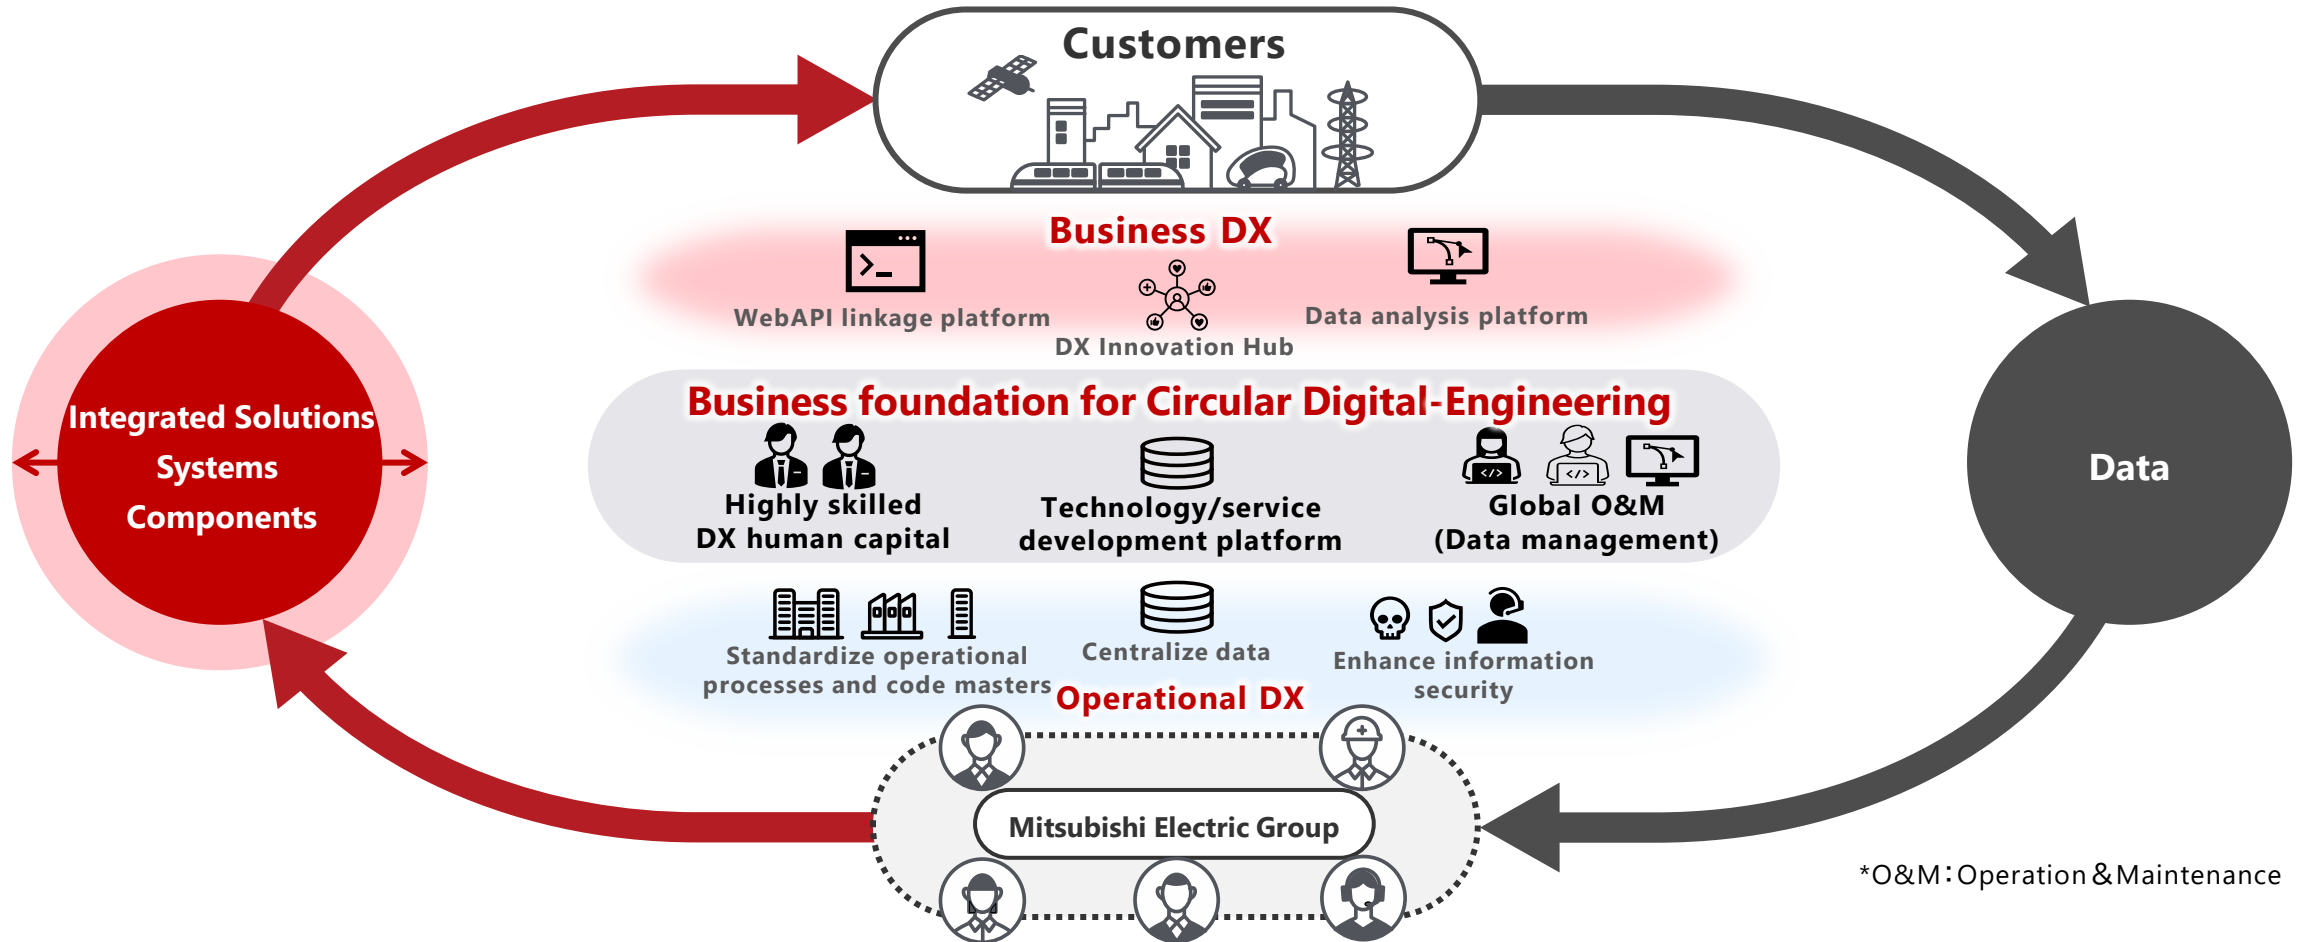 Customers
Business DX
WebAPI linkage platform
DX Innovation Hub
Data analysis platform
Integrated Solutions
Systems
Components
Business foundation for Circular Digital-Engineering
Highly skilled
DX human capital
Technology/service
development platform
Global O&M
(Data management)
Data
Standardize operational
processes and code masters
Centralize data
Enhance information
security
Operational DX
Mitsubishi Electric Group
*O&M：Operation＆Maintenance